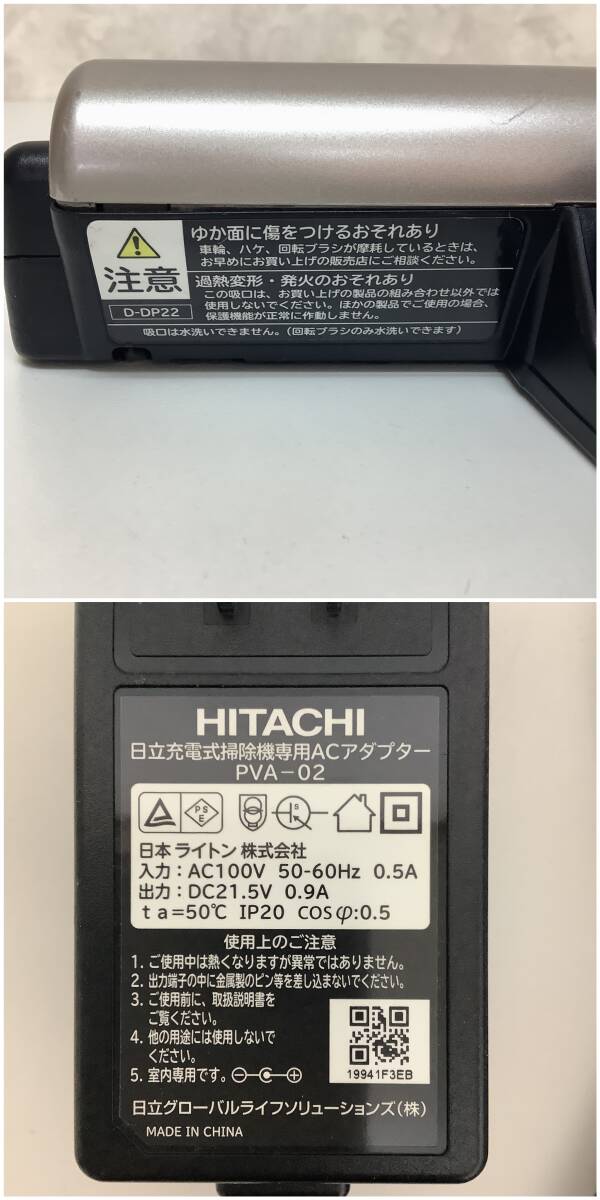 ゆか面に傷をつけるおそれあり
車輪、ハケ、回転ブラシが摩耗しているときは、
お早めにお買い上げの販売店にご相談ください。
注意
過熱変形・発火のおそれあり
この吸口は、お買い上げの製品の組み合わせ以外では
使用しないでください。ほかの製品でご使用の場合、
保護機能が正常に作動しません。
D-DP22
吸口は水洗いできません。（回転ブラシのみ水洗いできます）
HITACHI
日立充電式掃除機専用ACアダプター
PVA-02
PSE
S
日本 ライトン 株式会社
入力：AC100V 50-60Hz 0.5A
出力：DC21.5V 0.9A
ta=50℃ IP20 COSφ:0.5
使用上のご注意
1. ご使用中は熱くなりますが異常ではありません。
2. 出力端子の中に金属製のピン等を差し込まないでください。
3. ご使用前に、取扱説明書を
ご覧ください。
4. 他の用途には使用しないで
ください。
5. 室内専用です。
19941F3EB
日立グローバルライフソリューションズ（株）
MADE IN CHINA